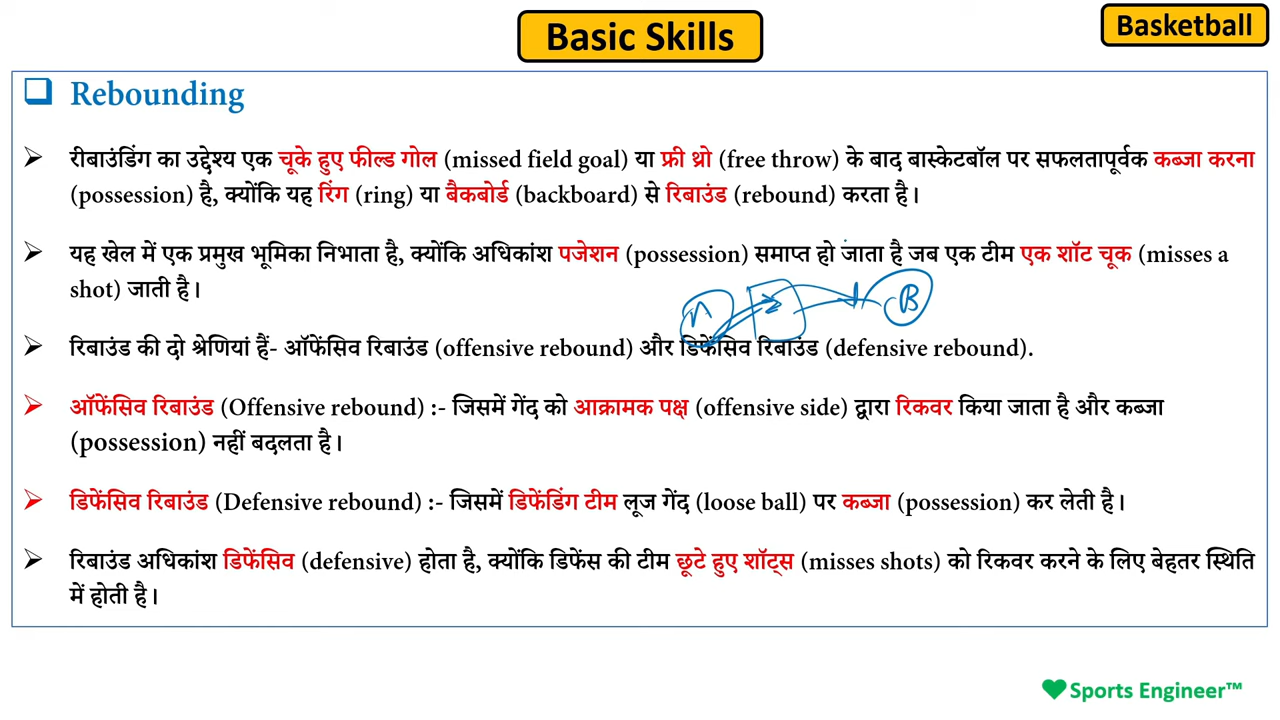 Basic Skills
Basketball
Rebounding
रीबाउंडिंग का उद्देश्य एक चूके हुए फील्ड गोल (missed field goal) या फ्री थ्रो (free throw) के बाद बास्केटबॉल पर सफलतापूर्वक कब्जा करना
(possession) है, क्योंकि यह रिंग (ring) या बैकबोर्ड (backboard) से रिबाउंड (rebound) करता है।
यह खेल में एक प्रमुख भूमिका निभाता है, क्योंकि अधिकांश पजेशन (possession) समाप्त हो जाता है जब एक टीम एक शॉट चूक (misses a
shot) जाती है।
A
B
रिबाउंड की दो श्रेणियां हैं- ऑफेंसिव रिबाउंड (offensive rebound) और डिफेंसिव रिबाउंड (defensive rebound).
ऑफेंसिव रिबाउंड (Offensive rebound) :- जिसमें गेंद को आक्रामक पक्ष (offensive side) द्वारा रिकवर किया जाता है और कब्जा
(possession) नहीं बदलता है।
डिफेंसिव रिबाउंड (Defensive rebound) :- जिसमें डिफेंडिंग टीम लूज गेंद (loose ball) पर कब्जा (possession) कर लेती है।
रिबाउंड अधिकांश डिफेंसिव (defensive) होता है, क्योंकि डिफेंस की टीम छूटे हुए शॉट्स (misses shots) को रिकवर करने के लिए बेहतर स्थिति
में होती है।
Sports Engineer™